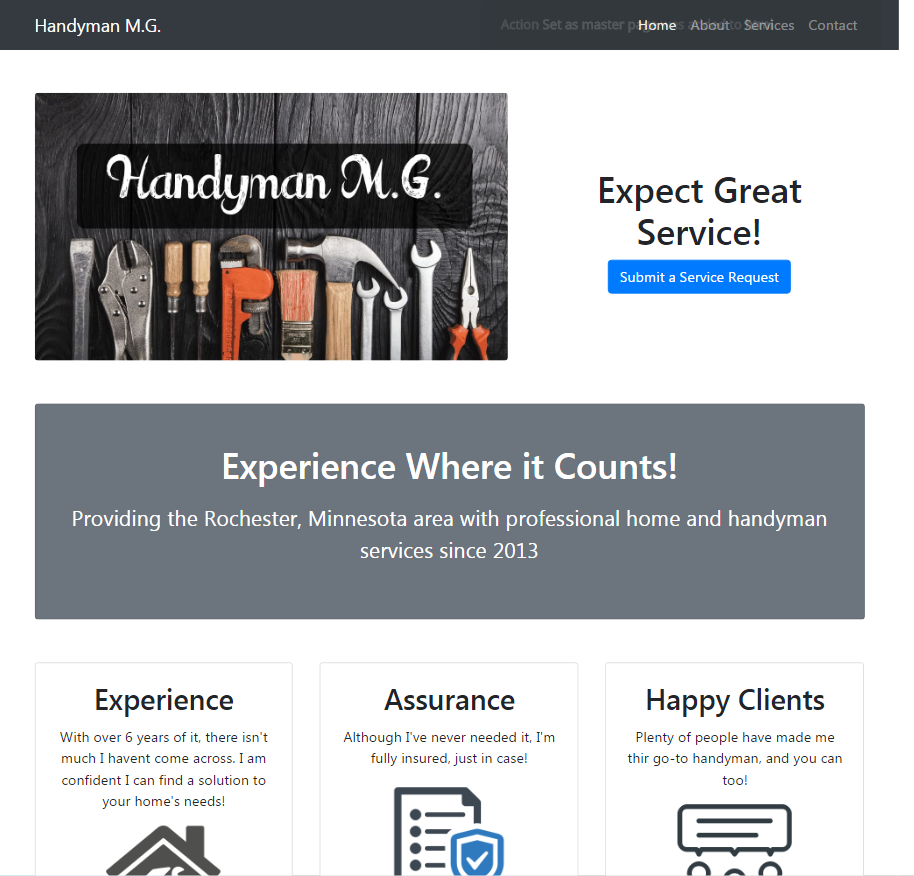 Handyman M.G.
Action Set as master page
Home About Services Contact
Handyman M.G.
Expect Great
Service!
Submit a Service Request
Experience Where it Counts!
Providing the Rochester, Minnesota area with professional home and handyman
services since 2013
Experience
With over 6 years of it, there isn't
much I havent come across. I am
confident I can find a solution to
your home's needs!
Assurance
Although I've never needed it, I'm
fully insured, just in case!
Happy Clients
Plenty of people have made me
thir go-to handyman, and you can
too!